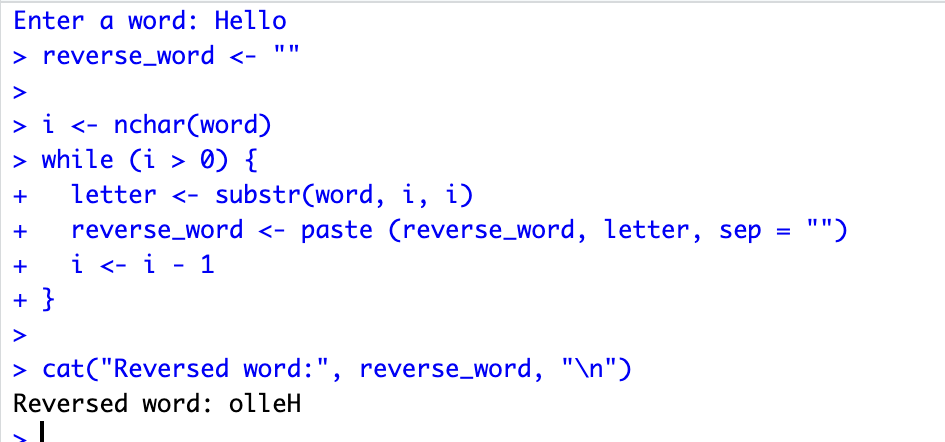 Enter a word: Hello
> reverse_word <- ""
>
> i <- nchar(word)
> while (i > 0) {
+   letter <- substr(word, i, i)
+   reverse_word <- paste (reverse_word, letter, sep = "")
+   i <- i - 1
+ }
>
> cat("Reversed word:", reverse_word, "\n")
Reversed word: olleH
>